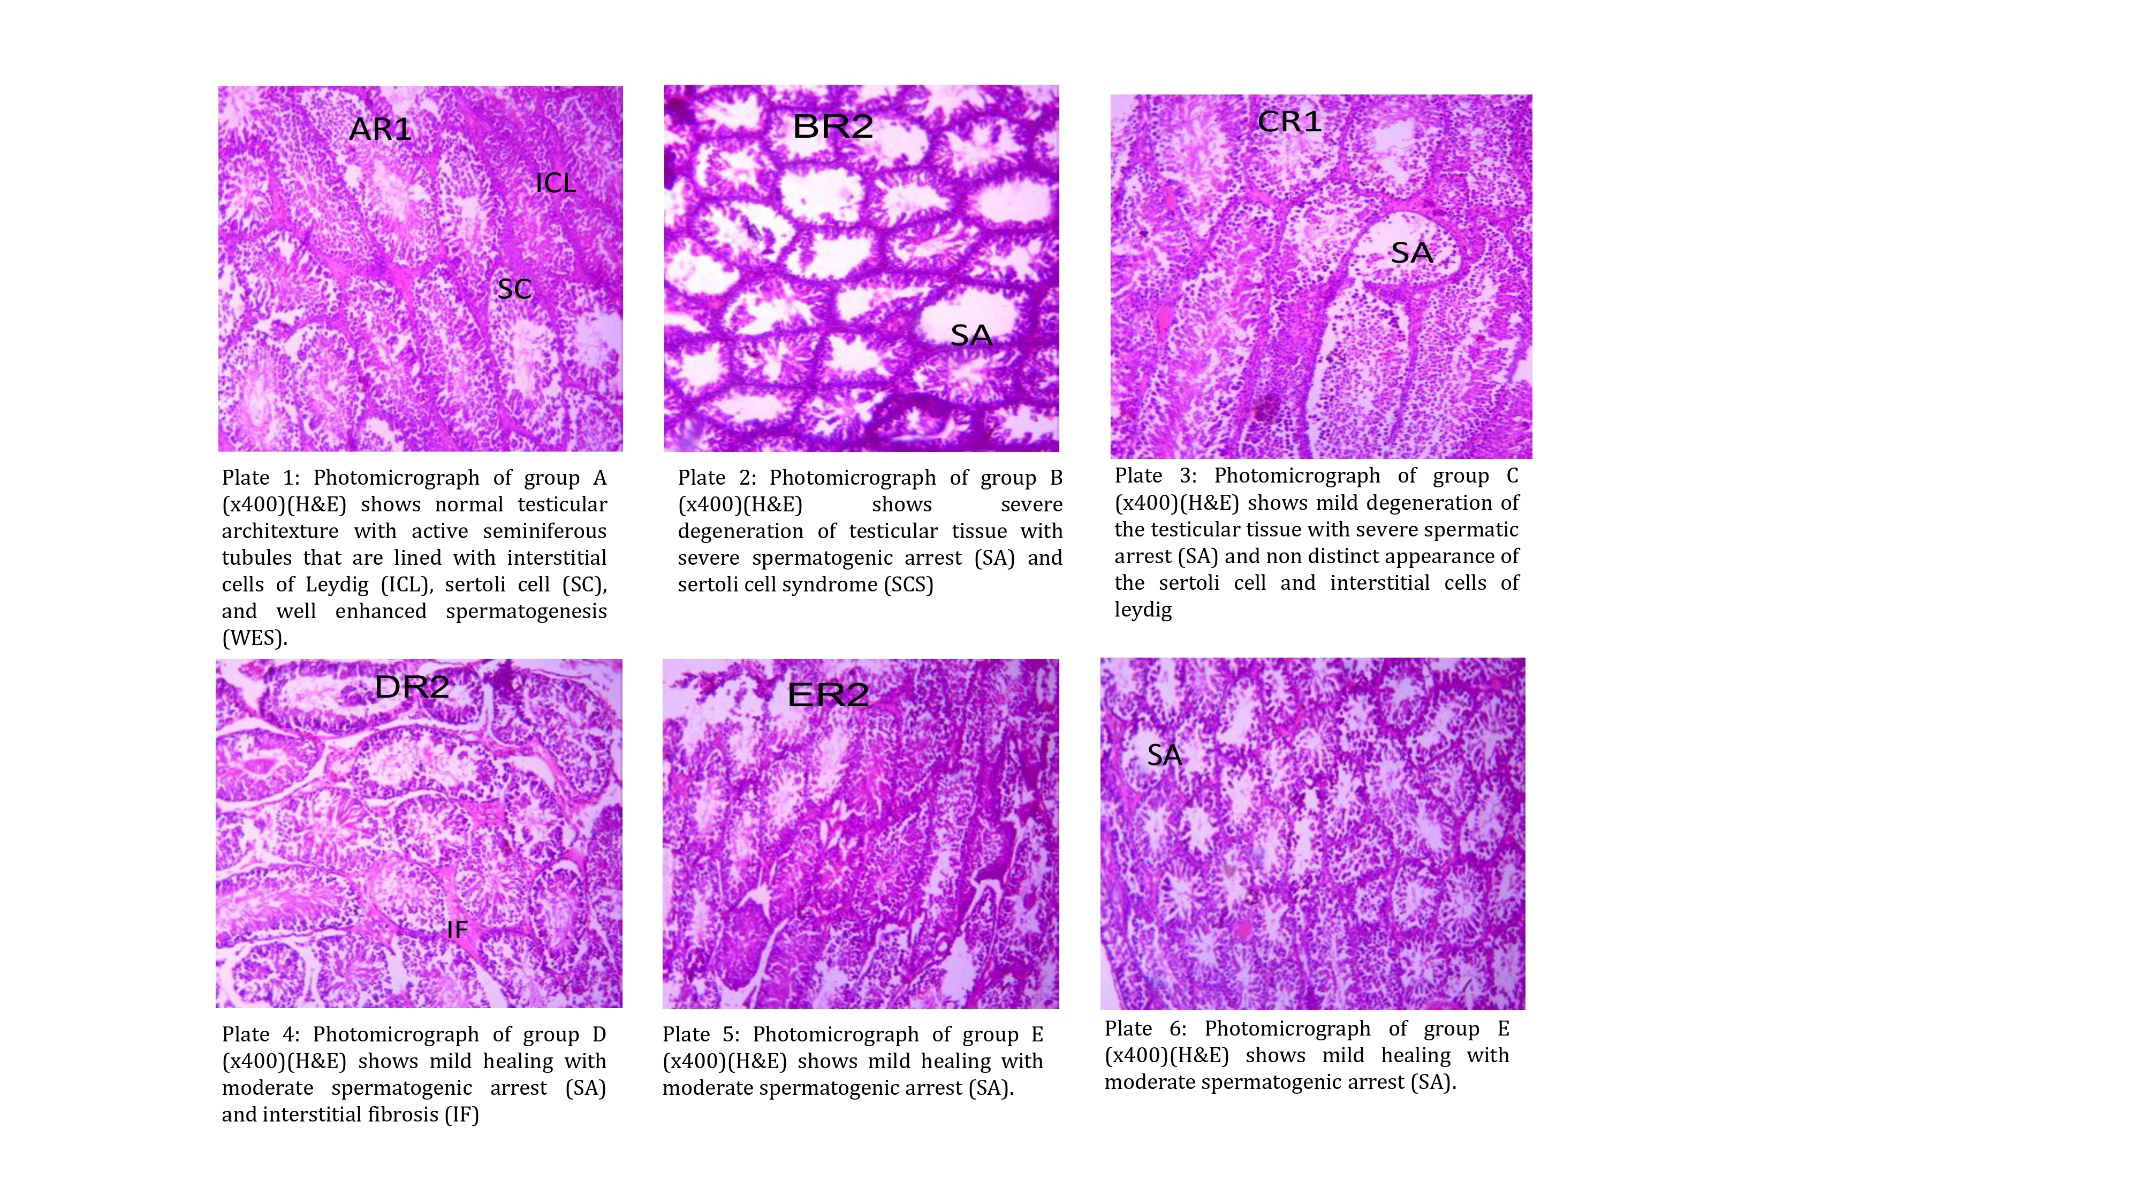 AR1
ICL
SC
BR2
SA
CR1
SA
Plate 1: Photomicrograph of group A
(x400)(H&E) shows normal testicular
architexture with active seminiferous
tubules that are lined with interstitial
cells of Leydig (ICL), sertoli cell (SC),
and well enhanced spermatogenesis
(WES).
Plate 2: Photomicrograph of group B
(x400)(H&E) shows severe
degeneration of testicular tissue with
severe spermatogenic arrest (SA) and
sertoli cell syndrome (SCS)
Plate 3: Photomicrograph of group C
(x400)(H&E) shows mild degeneration of
the testicular tissue with severe spermatic
arrest (SA) and non distinct appearance of
the sertoli cell and interstitial cells of
leydig
DR2
IF
ER2
SA
Plate 4: Photomicrograph of group D
(x400)(H&E) shows mild healing with
moderate spermatogenic arrest (SA)
and interstitial fibrosis (IF)
Plate 5: Photomicrograph of group E
(x400)(H&E) shows mild healing with
moderate spermatogenic arrest (SA).
Plate 6: Photomicrograph of group E
(x400)(H&E) shows mild healing with
moderate spermatogenic arrest (SA).